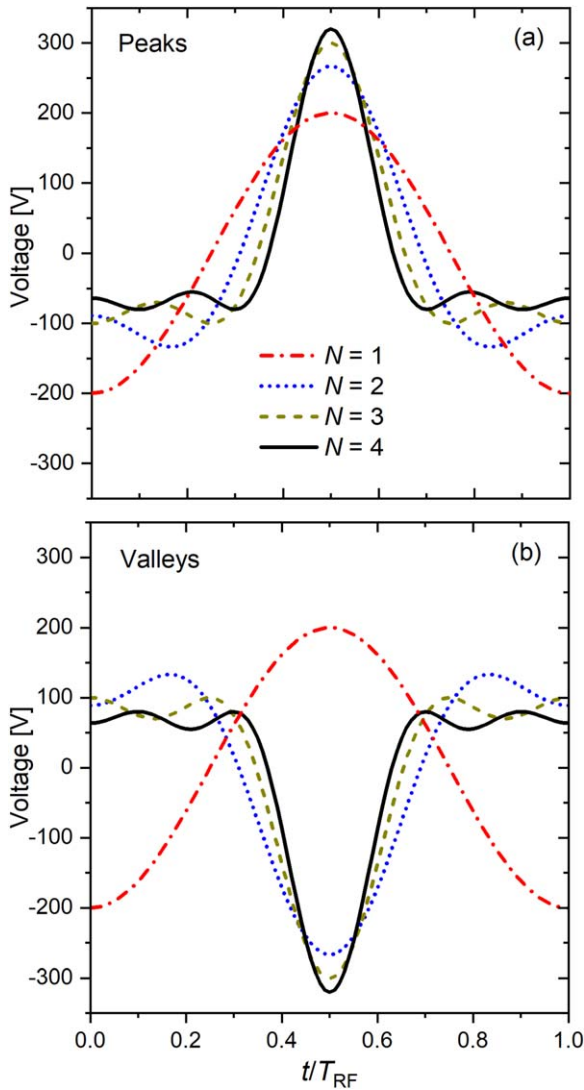 Peaks
(a)
300
200
100
0
-100
-200
-300
Voltage [V]
N = 1
N = 2
N = 3
N = 4
Valleys
(b)
300
200
100
0
-100
-200
-300
Voltage [V]
0.0 0.2 0.4 0.6 0.8 1.0
t/T_RF